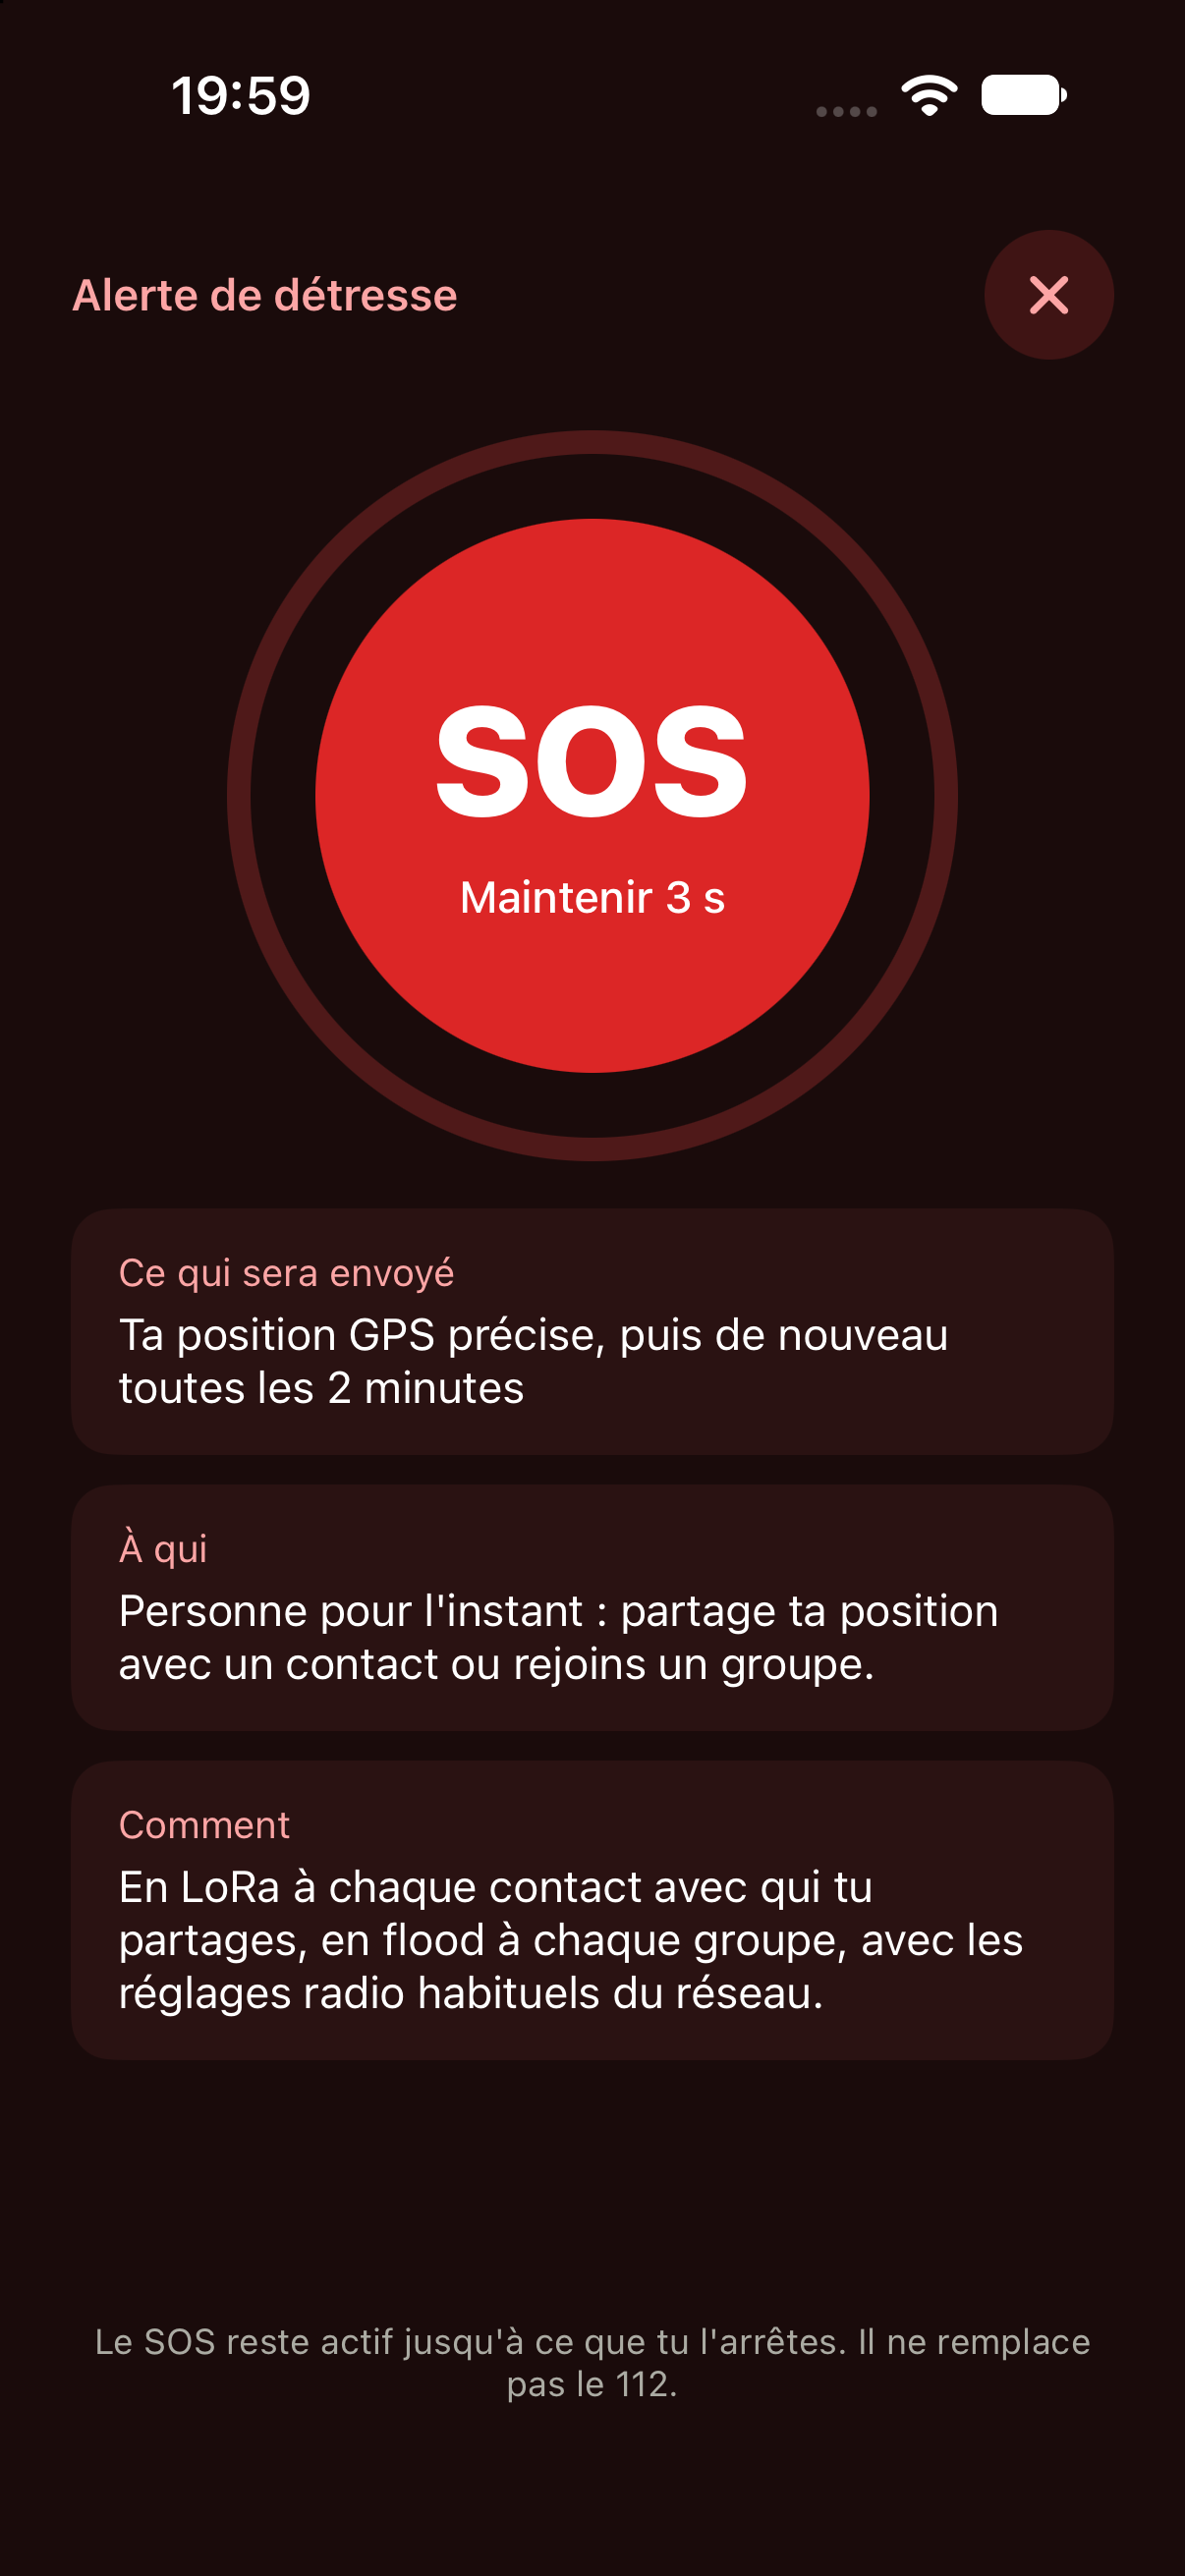 19:59
Alerte de détresse
SOS
Maintenir 3 s
Ce qui sera envoyé
Ta position GPS précise, puis de nouveau
toutes les 2 minutes
À qui
Personne pour l'instant : partage ta position
avec un contact ou rejoins un groupe.
Comment
En LoRa à chaque contact avec qui tu
partages, en flood à chaque groupe, avec les
réglages radio habituels du réseau.
Le SOS reste actif jusqu'à ce que tu l'arrêtes. Il ne remplace
pas le 112.